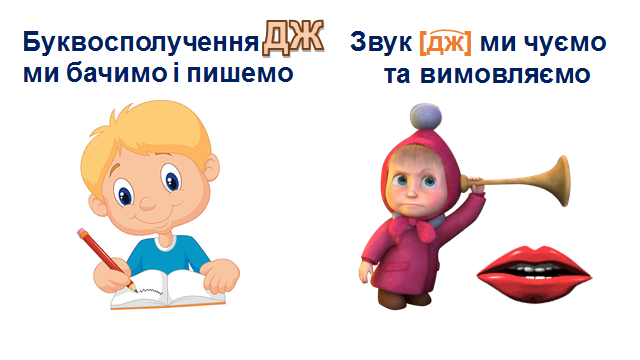 Буквосполучення ДЖ
ми бачимо і пишемо
Звук [дж] ми чуємо
та вимовляємо